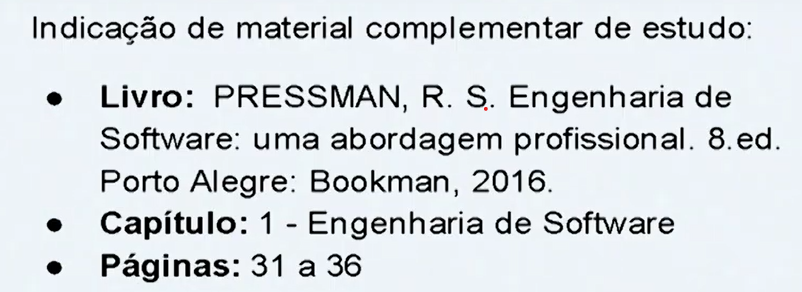 Indicação de material complementar de estudo:
● Livro: PRESSMAN, R. S. Engenharia de
Software: uma abordagem profissional. 8.ed.
Porto Alegre: Bookman, 2016.
● Capítulo: 1 - Engenharia de Software
● Páginas: 31 a 36